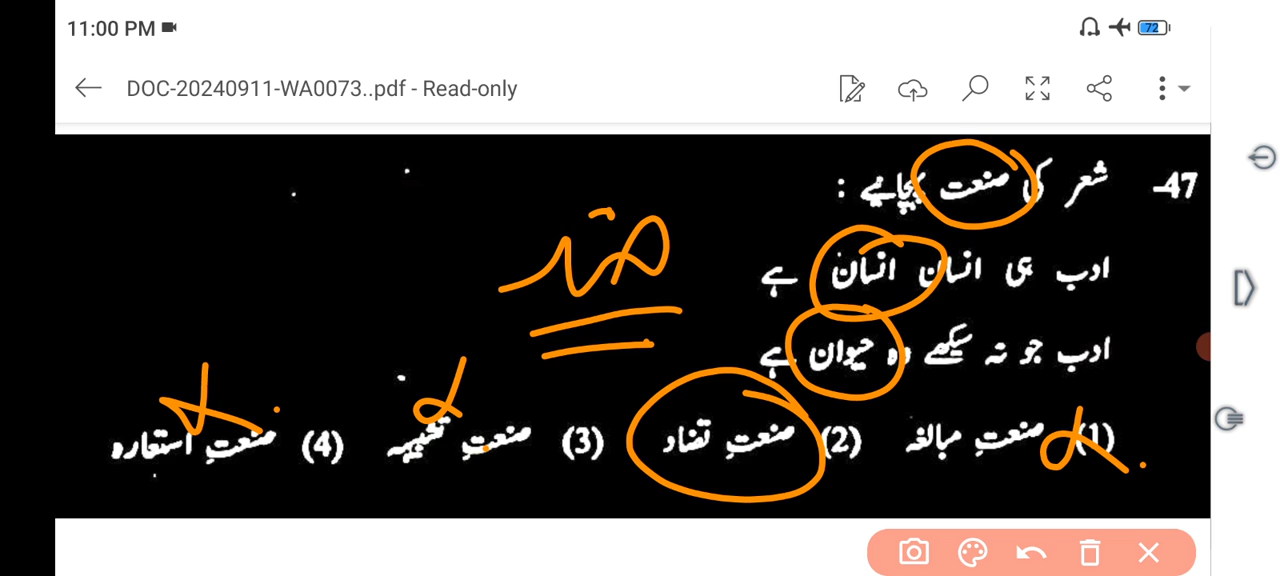 11:00 PM
72
DOC-20240911-WA0073..pdf - Read-only
47- شعر کی صنعت پہچانیے :
ادب ہی انسان انسان ہے
ادب جو نہ سیکھے وہ حیوان ہے
(1) صنعتِ مبالغہ (2) صنعتِ تضاد (3) صنعتِ تشبیہہ (4) صنعتِ استعارہ